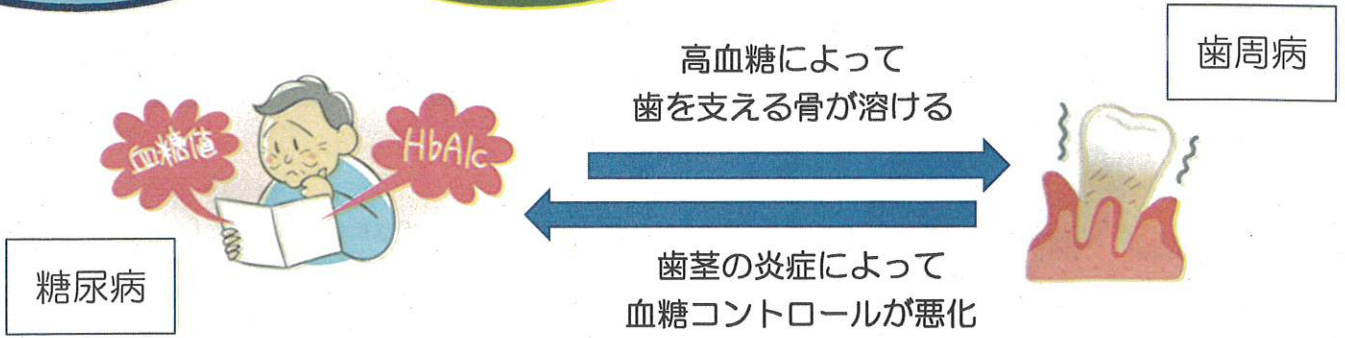 歯周病
高血糖によって
歯を支える骨が溶ける
血糖値
HbA1c
糖尿病
歯茎の炎症によって
血糖コントロールが悪化